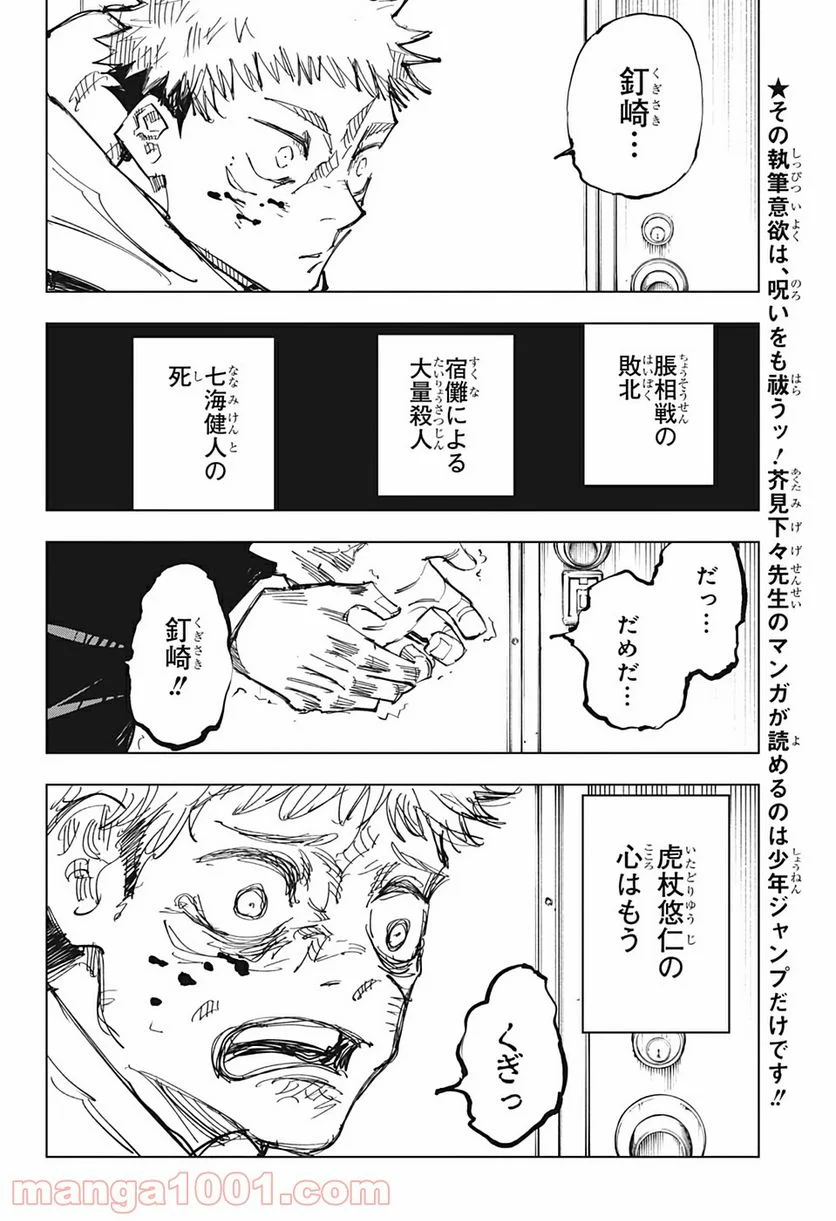 ★その執筆意欲は、呪いをも祓うッ！芥見下々先生のマンガが読めるのは少年ジャンプだけです!!
釘崎…
脹相戦の
敗北
宿儺による
大量殺人
七海健人の
死
だっ…
だめだ…
釘崎!!
虎杖悠仁の
心はもう
くぎっ
manga1001.com